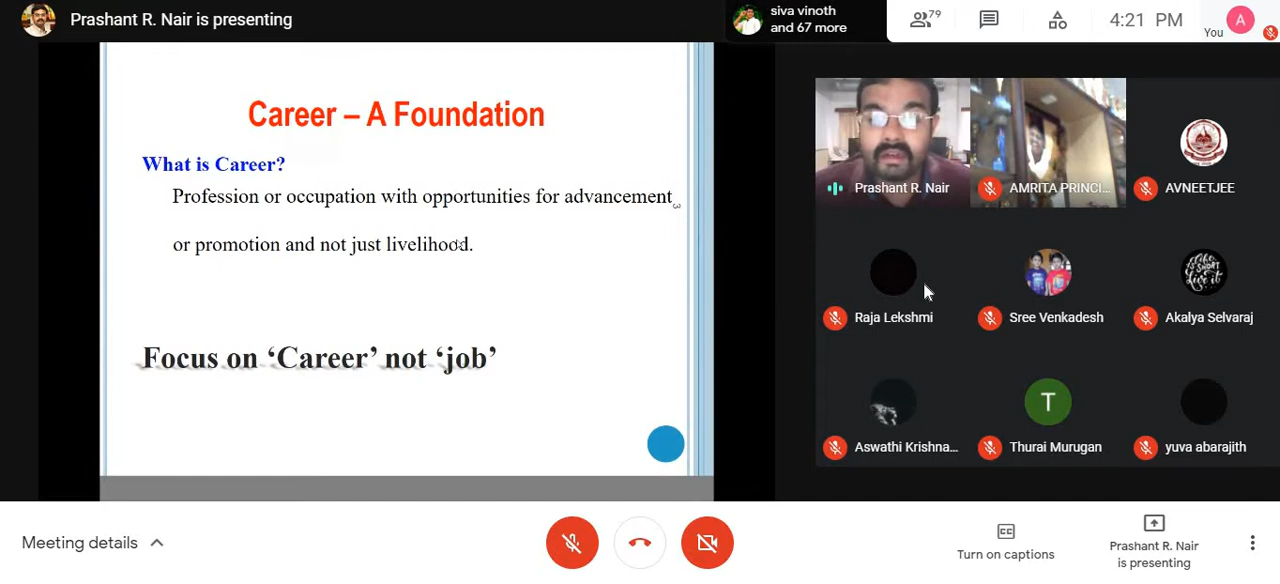 Prashant R. Nair is presenting
siva vinoth
and 67 more
79
4:21 PM
You
A
Career – A Foundation
What is Career?
Profession or occupation with opportunities for advancement
3
or promotion and not just livelihood.
Focus on ‘Career’ not ‘job’
Prashant R. Nair
AMRITA PRINCI...
AVNEETJEE
Raja Lekshmi
Sree Venkadesh
Akalya Selvaraj
T
Aswathi Krishna...
Thurai Murugan
yuva abarajith
Meeting details
CC
Turn on captions
Prashant R. Nair
is presenting